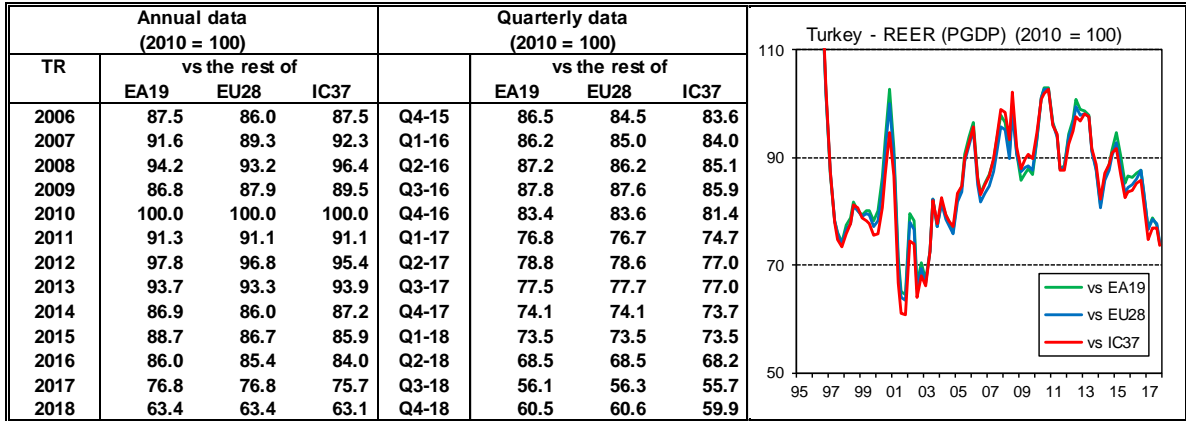 Annual data Quarterly data
(2010 = 100) (2010 = 100)
TR vs the rest of vs the rest of
EA19 EU28 IC37 EA19 EU28 IC37
2006 87.5 86.0 87.5 Q4-15 86.5 84.5 83.6
2007 91.6 89.3 92.3 Q1-16 86.2 85.0 84.0
2008 94.2 93.2 96.4 Q2-16 87.2 86.2 85.1
2009 86.8 87.9 89.5 Q3-16 87.8 87.6 85.9
2010 100.0 100.0 100.0 Q4-16 83.4 83.6 81.4
2011 91.3 91.1 91.1 Q1-17 76.8 76.7 74.7
2012 97.8 96.8 95.4 Q2-17 78.8 78.6 77.0
2013 93.7 93.3 93.9 Q3-17 77.5 77.7 77.0
2014 86.9 86.0 87.2 Q4-17 74.1 74.1 73.7
2015 88.7 86.7 85.9 Q1-18 73.5 73.5 73.5
2016 86.0 85.4 84.0 Q2-18 68.5 68.5 68.2
2017 76.8 76.8 75.7 Q3-18 56.1 56.3 55.7
2018 63.4 63.4 63.1 Q4-18 60.5 60.6 59.9
Turkey - REER (PGDP) (2010 = 100)
110
90
70
50
vs EA19
vs EU28
vs IC37
95 97 99 01 03 05 07 09 11 13 15 17